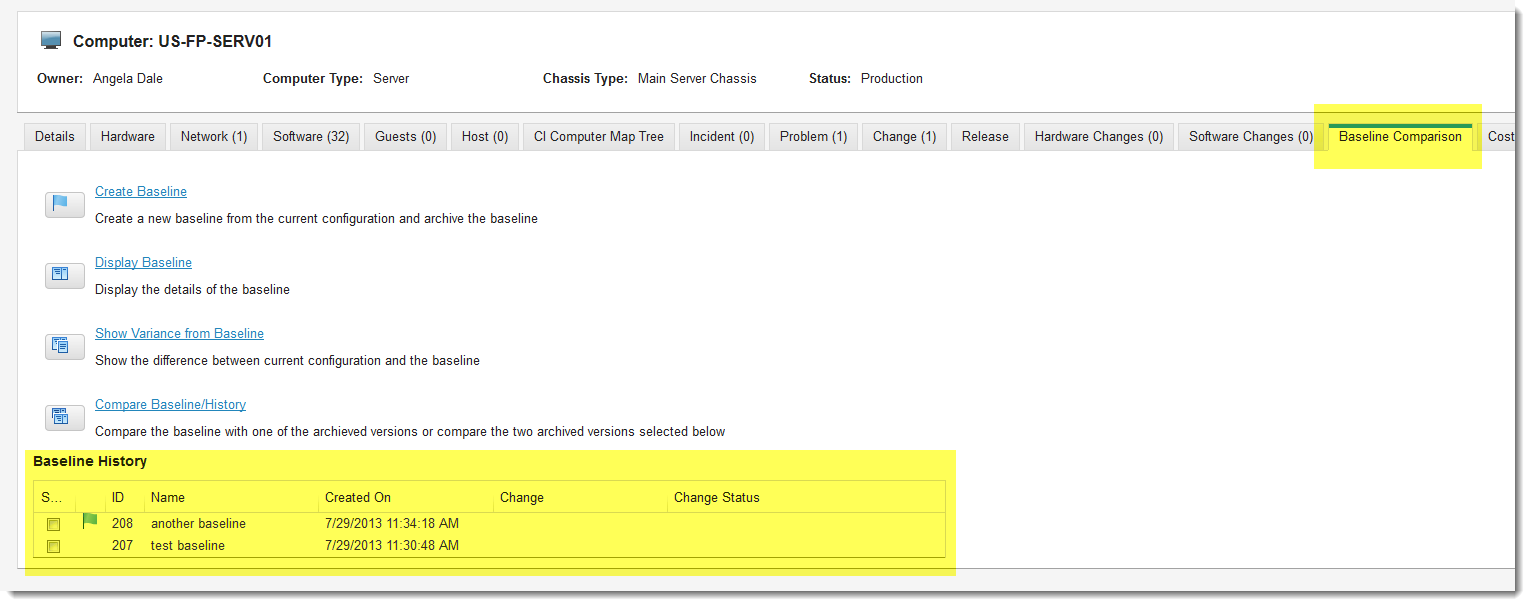 Computer: US-FP-SERV01
Owner: Angela Dale Computer Type: Server Chassis Type: Main Server Chassis Status: Production
Details Hardware Network (1) Software (32) Guests (0) Host (0) CI Computer Map Tree Incident (0) Problem (1) Change (1) Release Hardware Changes (0) Software Changes (0) Baseline Comparison Cost
Create Baseline
Create a new baseline from the current configuration and archive the baseline
Display Baseline
Display the details of the baseline
Show Variance from Baseline
Show the difference between current configuration and the baseline
Compare Baseline/History
Compare the baseline with one of the archieved versions or compare the two archived versions selected below
Baseline History
S... ID Name Created On Change Change Status
208 another baseline 7/29/2013 11:34:18 AM
207 test baseline 7/29/2013 11:30:48 AM